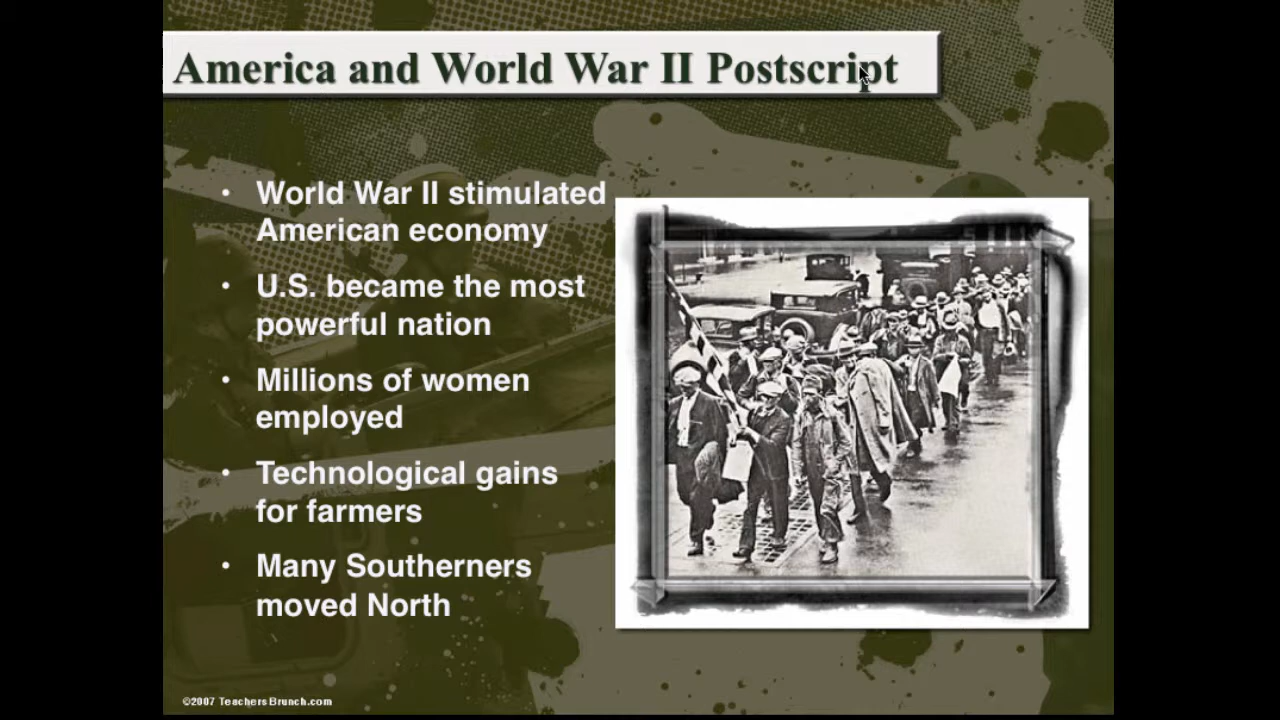 America and World War II Postscript
• World War II stimulated
American economy
• U.S. became the most
powerful nation
• Millions of women
employed
• Technological gains
for farmers
• Many Southerners
moved North
©2007 TeachersBrunch.com